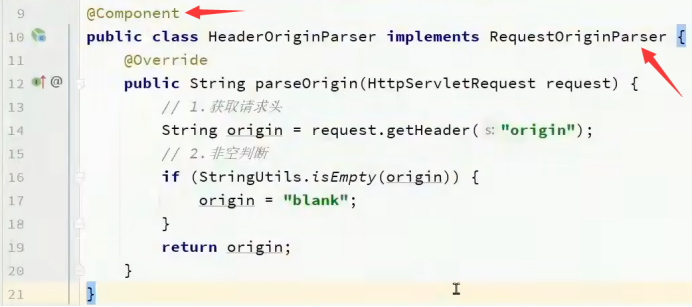 9 @Component
10 public class HeaderOriginParser implements RequestOriginParser {
11 @Override
12 @ public String parseOrigin(HttpServletRequest request) {
13 // 1.获取请求头
14 String origin = request.getHeader( s: "origin");
15 // 2.非空判断
16 if (StringUtils.isEmpty(origin)) {
17 origin = "blank";
18 }
19 return origin;
20 }
21 }